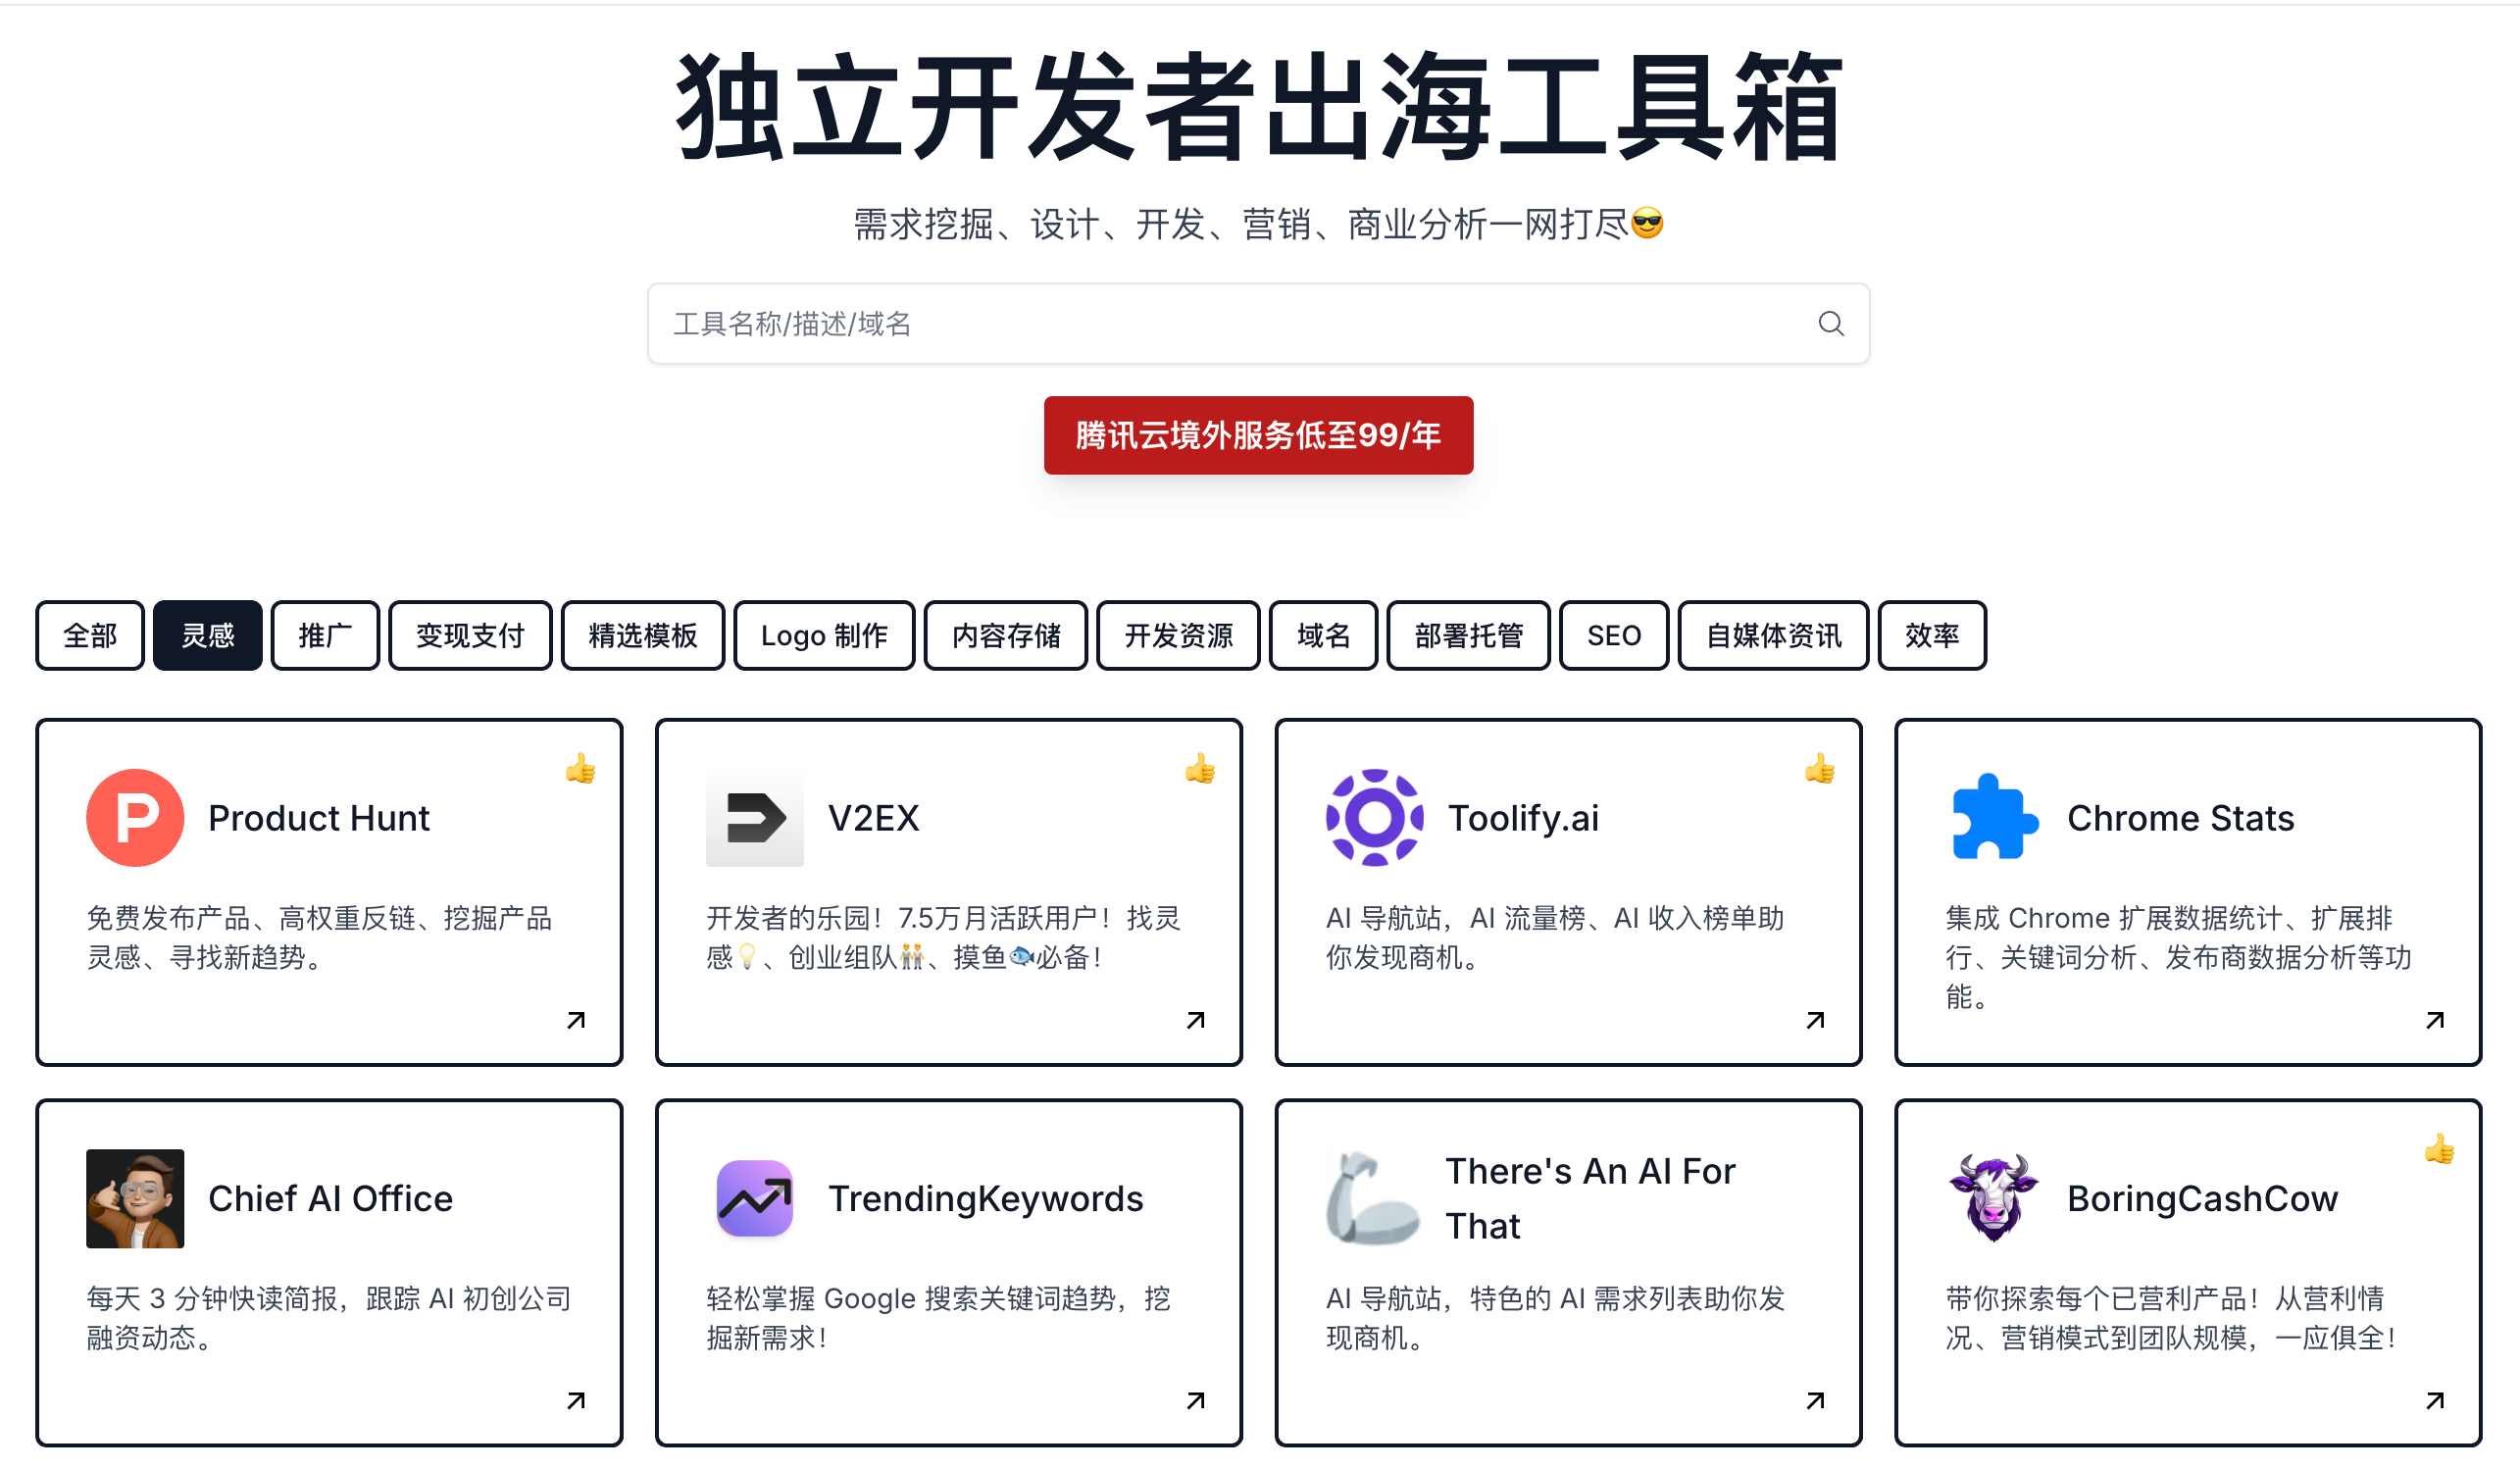 独立开发者出海工具箱
需求挖掘、设计、开发、营销、商业分析一网打尽😎
工具名称/描述/域名
腾讯云境外服务低至99/年
全部 灵感 推广 变现支付 精选模板 Logo 制作 内容存储 开发资源 域名 部署托管 SEO 自媒体资讯 效率
Product Hunt
免费发布产品、高权重反链、挖掘产品
灵感、寻找新趋势。
V2EX
开发者的乐园！7.5万月活跃用户！找灵
感💡、创业组队👬、摸鱼🐟必备！
Toolify.ai
AI 导航站，AI 流量榜、AI 收入榜单助
你发现商机。
Chrome Stats
集成 Chrome 扩展数据统计、扩展排
行、关键词分析、发布商数据分析等功
能。
Chief AI Office
每天 3 分钟快读简报，跟踪 AI 初创公司
融资动态。
TrendingKeywords
轻松掌握 Google 搜索关键词趋势，挖
掘新需求！
There's An AI For
That
AI 导航站，特色的 AI 需求列表助你发
现商机。
BoringCashCow
带你探索每个已营利产品！从营利情
况、营销模式到团队规模，一应俱全！